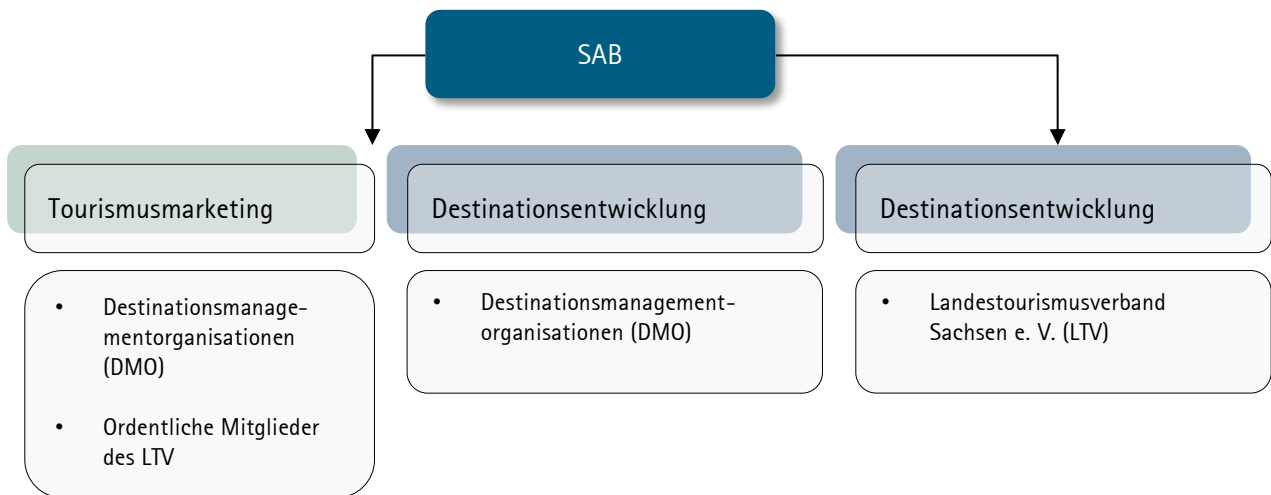 SAB
Tourismusmarketing
• Destinationsmanage-
mentorganisationen
(DMO)
• Ordentliche Mitglieder
des LTV
Destinationsentwicklung
• Destinationsmanagement-
organisationen (DMO)
Destinationsentwicklung
• Landestourismusverband
Sachsen e. V. (LTV)